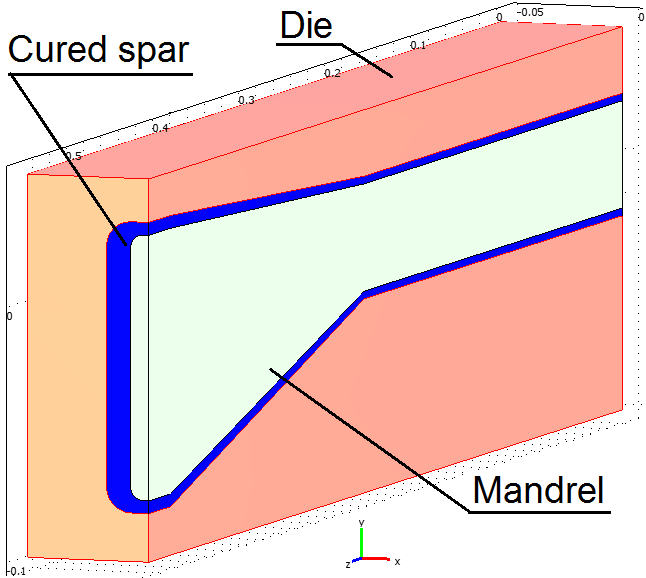 -0.05
0
Die
0
0.1
Cured spar
0.2
0.3
0.4
0.5
0
Mandrel
y
z
x
-0.1